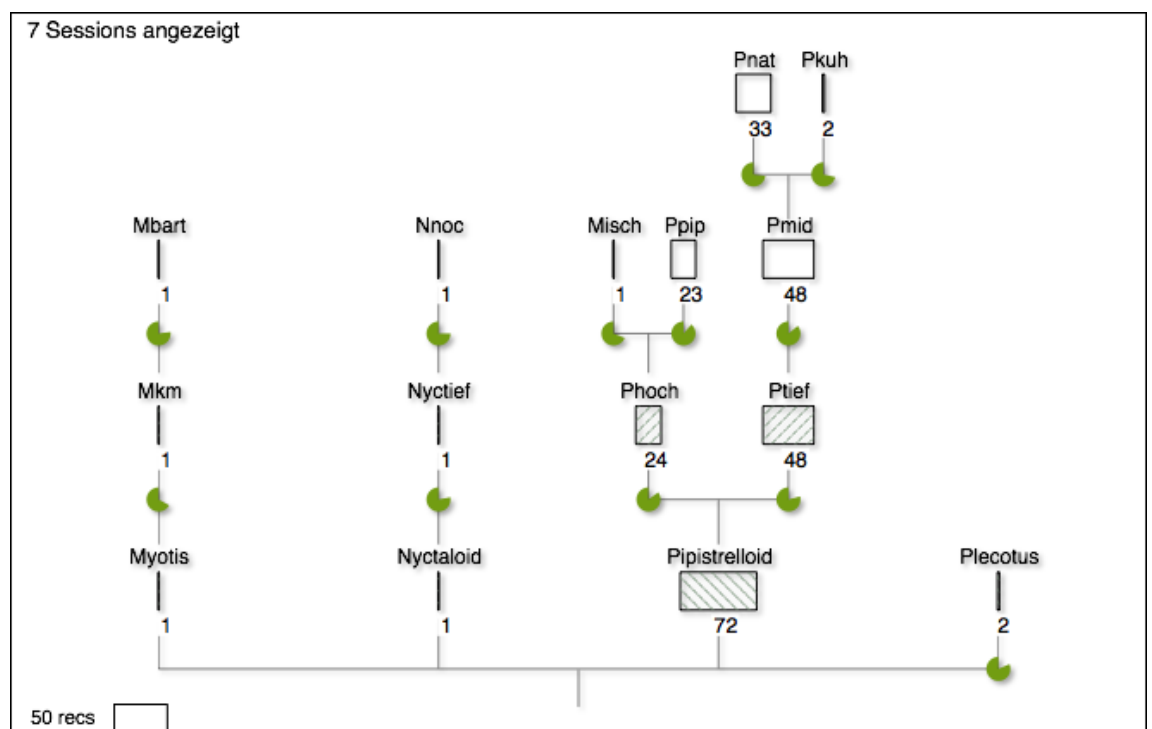 7 Sessions angezeigt
Pnat Pkuh
33 2
Mbart Nnoc Misch Ppip Pmid
1 1 1 23 48
Mkm Nyctief Phoch Ptief
1 1 24 48
Myotis Nyctaloid Pipistrelloid Plecotus
1 1 72 2
50 recs